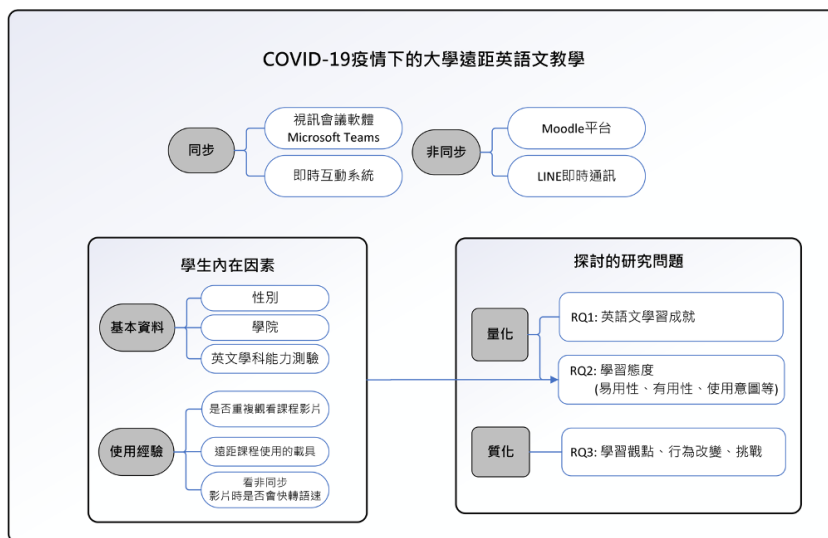 COVID-19疫情下的大學遠距英語文教學
同步
視訊會議軟體
Microsoft Teams
即時互動系統
非同步
Moodle平台
LINE即時通訊
學生內在因素
基本資料
性別
學院
英文學科能力測驗
使用經驗
是否重複觀看課程影片
遠距課程使用的載具
看非同步
影片時是否會快轉語速
探討的研究問題
量化
RQ1: 英語文學習成就
RQ2: 學習態度
(易用性、有用性、使用意圖等)
質化
RQ3: 學習觀點、行為改變、挑戰